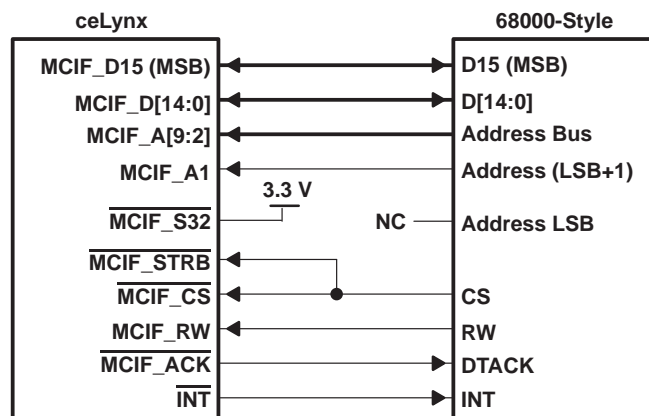 ceLynx 68000-Style
MCIF_D15 (MSB) D15 (MSB)
MCIF_D[14:0] D[14:0]
MCIF_A[9:2] Address Bus
MCIF_A1 Address (LSB+1)
3.3 V
MCIF_S32 NC Address LSB
MCIF_STRB
MCIF_CS CS
MCIF_RW RW
MCIF_ACK DTACK
INT INT